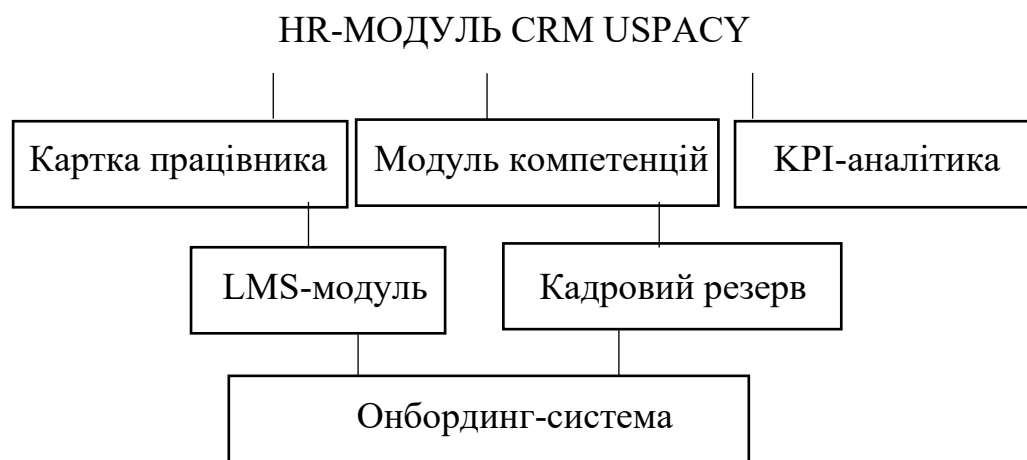 HR-МОДУЛЬ CRM USPACY
Картка працівника
Модуль компетенцій
KPI-аналітика
LMS-модуль
Кадровий резерв
Онбординг-система